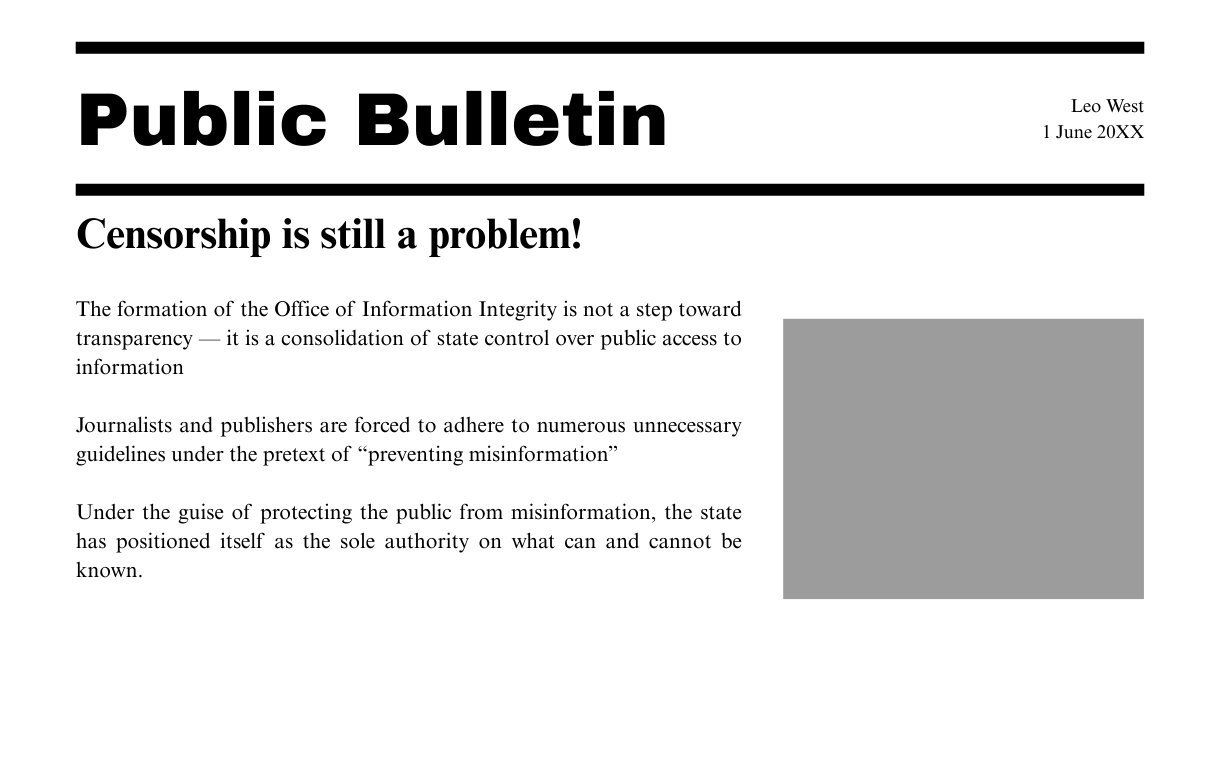 Public Bulletin
Leo West
1 June 20XX
Censorship is still a problem!
The formation of the Office of Information Integrity is not a step toward
transparency — it is a consolidation of state control over public access to
information
Journalists and publishers are forced to adhere to numerous unnecessary
guidelines under the pretext of “preventing misinformation”
Under the guise of protecting the public from misinformation, the state
has positioned itself as the sole authority on what can and cannot be
known.